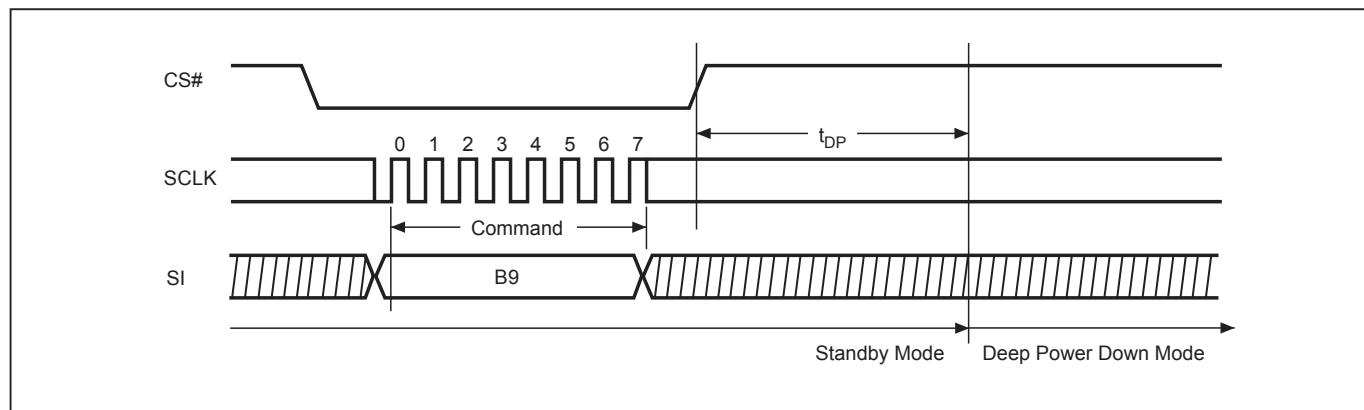 CS#
tDP
0 1 2 3 4 5 6 7
SCLK
Command
SI
B9
Standby Mode
Deep Power Down Mode